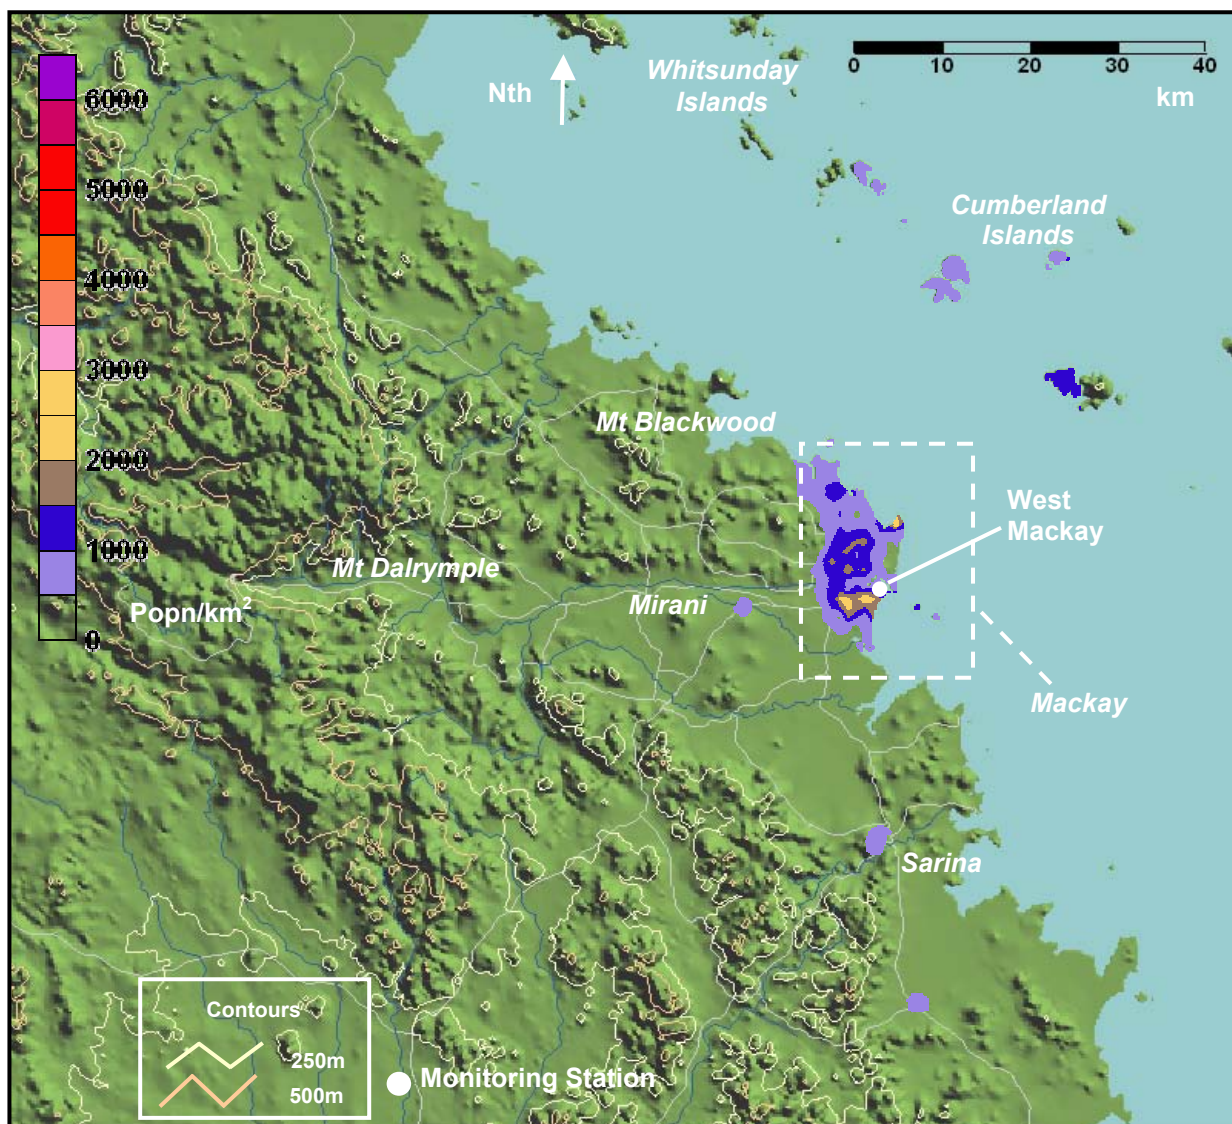 Whitsunday
Islands
Nth
0 10 20 30 40
km
6000
5000
4000
3000
2000
1000
0
Popn/km²
Cumberland
Islands
Mt Blackwood
West
Mackay
Mt Dalrymple
Mirani
Mackay
Sarina
Contours
250m
500m
Monitoring Station